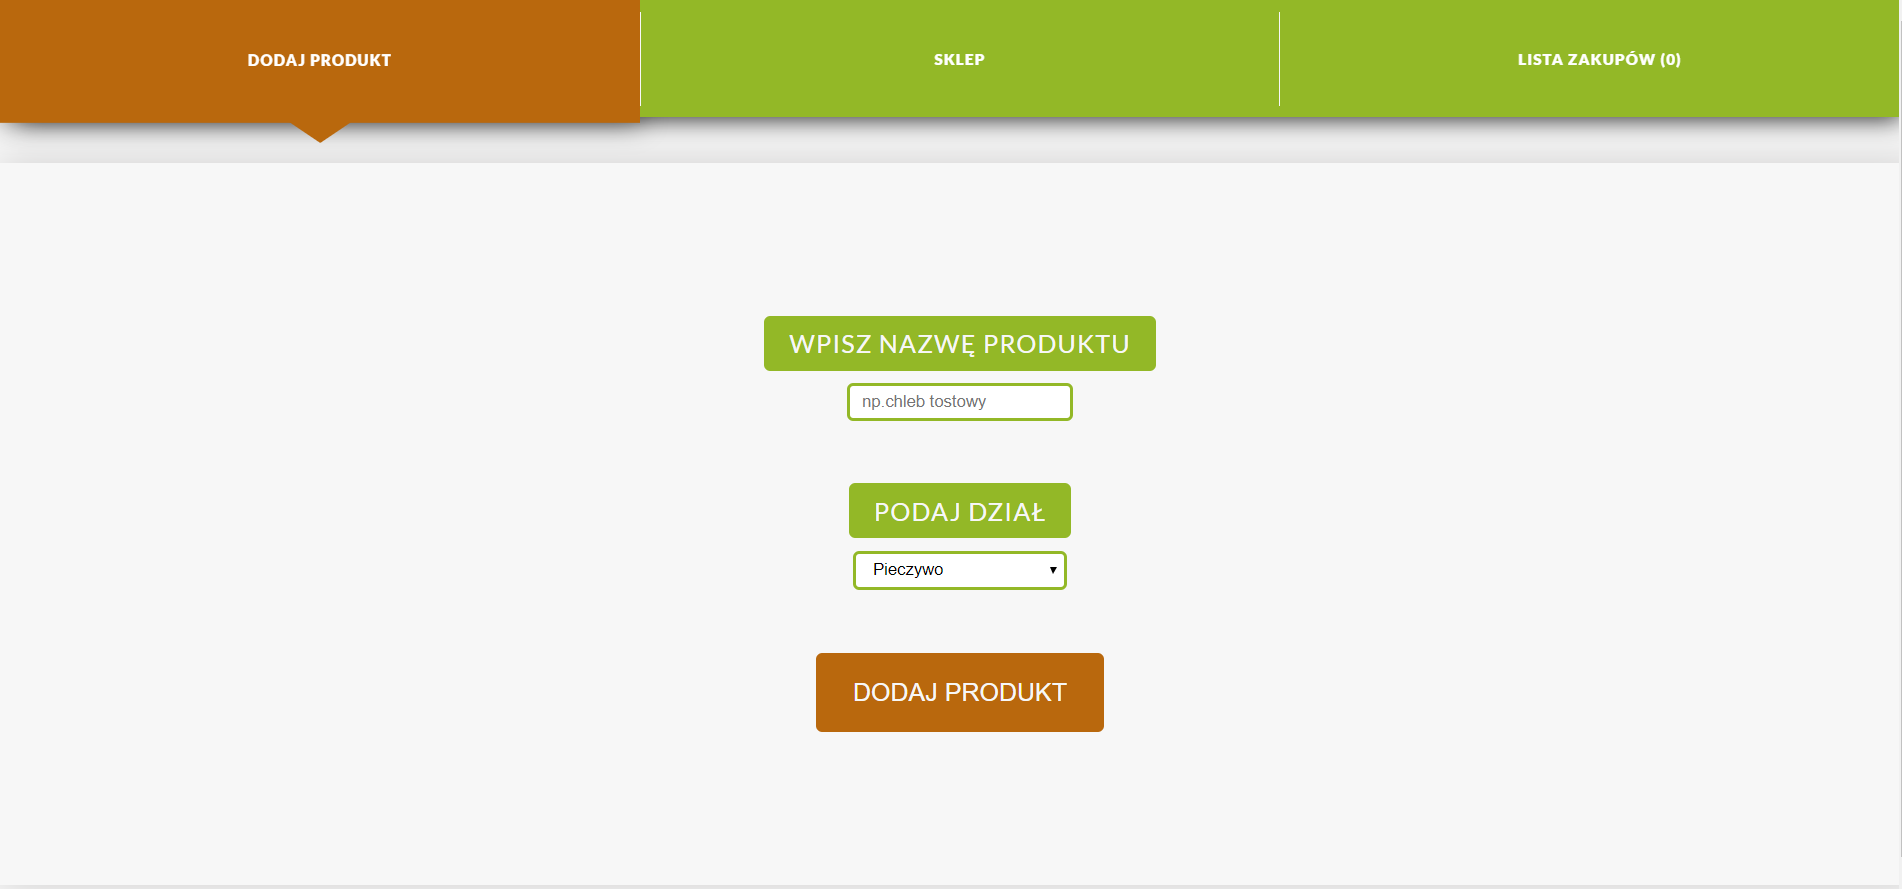 DODAJ PRODUKT
SKLEP
LISTA ZAKUPÓW (0)
WPISZ NAZWĘ PRODUKTU
np.chleb tostowy
PODAJ DZIAŁ
Pieczywo
DODAJ PRODUKT